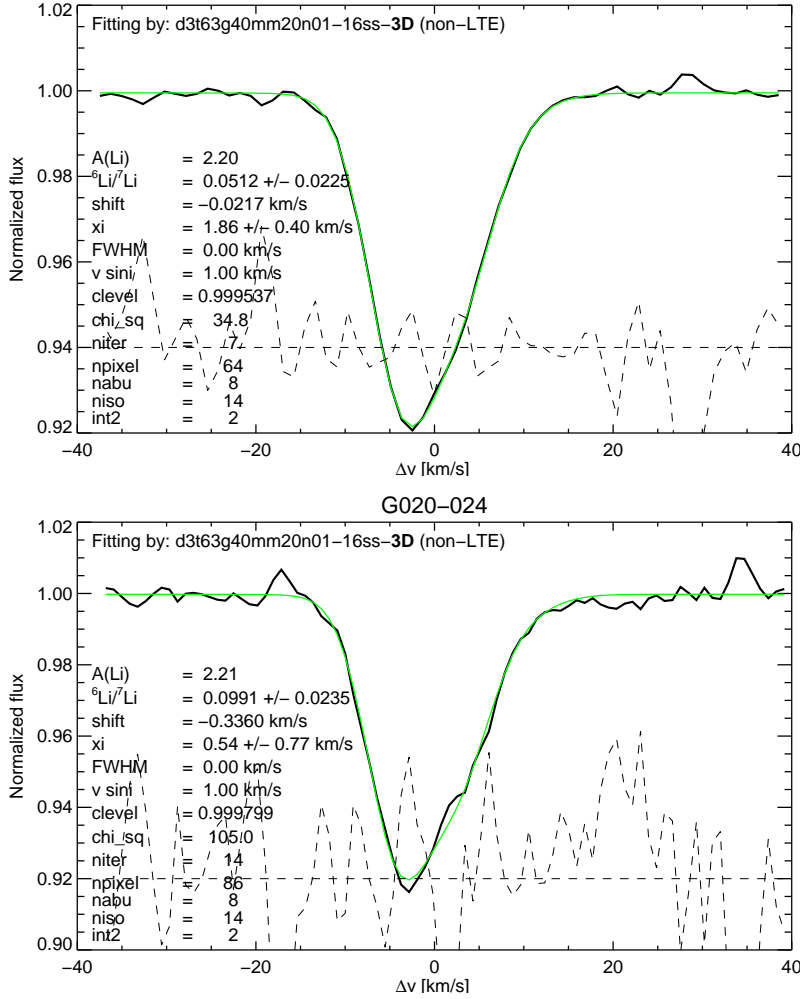 1.02
Fitting by: d3t63g40mm20n01−16ss−3D (non−LTE)
1.00
0.98
0.96
0.94
0.92
Normalized flux
A(Li) = 2.20
⁶Li/⁷Li = 0.0512 +/− 0.0225
shift = −0.0217 km/s
xi = 1.86 +/− 0.40 km/s
FWHM = 0.00 km/s
v sini = 1.00 km/s
clevel = 0.999537
chi_sq = 34.8
niter = 7
npixel = 64
nabu = 8
niso = 14
int2 = 2
−40 −20 0 20 40
Δv [km/s]
G020−024
1.02
Fitting by: d3t63g40mm20n01−16ss−3D (non−LTE)
1.00
0.98
0.96
0.94
0.92
0.90
Normalized flux
A(Li) = 2.21
⁶Li/⁷Li = 0.0991 +/− 0.0235
shift = −0.3360 km/s
xi = 0.54 +/− 0.77 km/s
FWHM = 0.00 km/s
v sini = 1.00 km/s
clevel = 0.999799
chi_sq = 105.0
niter = 14
npixel = 86
nabu = 8
niso = 14
int2 = 2
−40 −20 0 20 40
Δv [km/s]